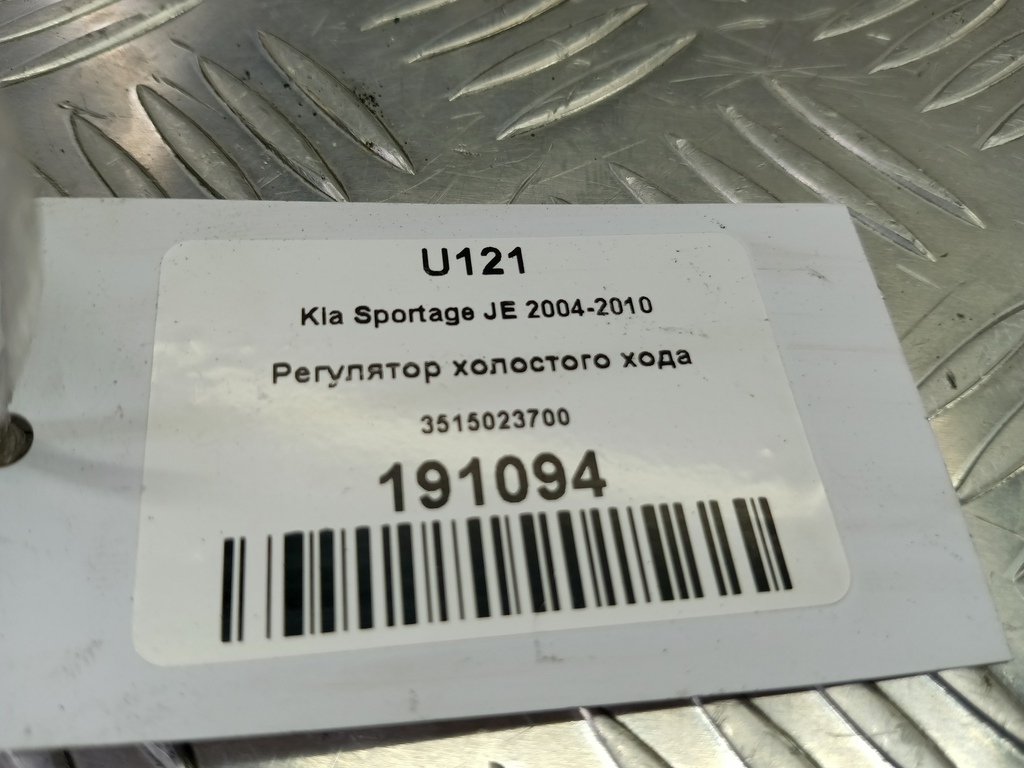 U121
Kia Sportage JE 2004-2010
Регулятор холостого хода
3515023700
191094